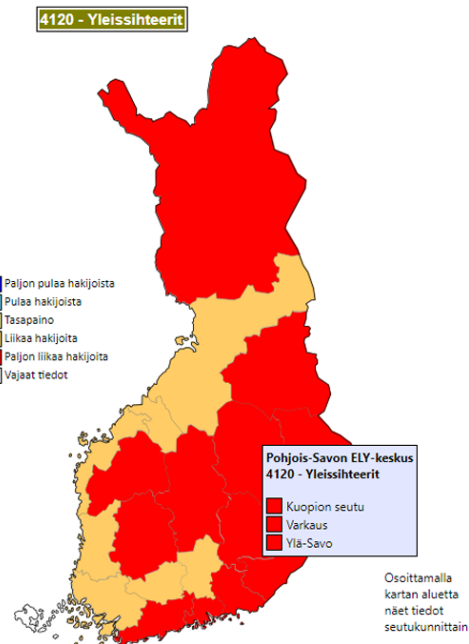 4120 - Yleissihteerit
Paljon pulaa hakijoista
Pulaa hakijoista
Tasapaino
Liikaa hakijoita
Paljon liikaa hakijoita
Vajaat tiedot
Pohjois-Savon ELY-keskus
4120 - Yleissihteerit
Kuopion seutu
Varkaus
Ylä-Savo
Osoittamalla
kartan aluetta
näet tiedot
seutukunnittain